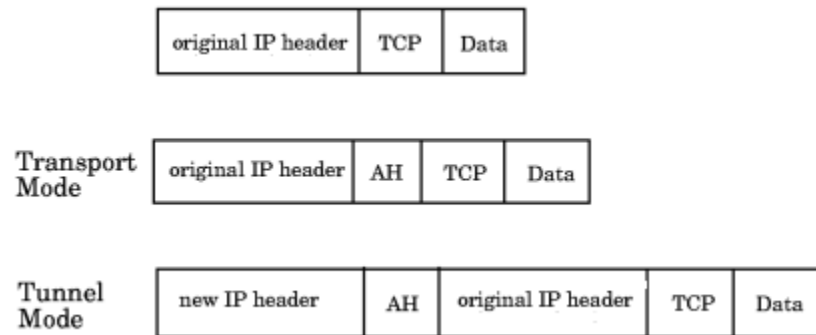 original IP header TCP Data
Transport Mode original IP header AH TCP Data
Tunnel Mode new IP header AH original IP header TCP Data